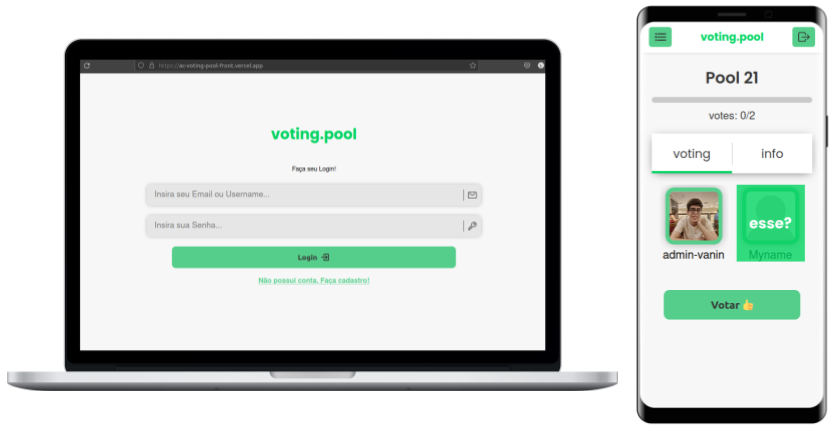 https://ac-voting-pool-front.vercel.app
voting.pool
Faça seu Login!
Insira seu Email ou Username...
Insira sua Senha...
Login
Não possui conta, Faça cadastro!
voting.pool
Pool 21
votes: 0/2
voting
info
admin-vanin
esse?
Myname
Votar 👍